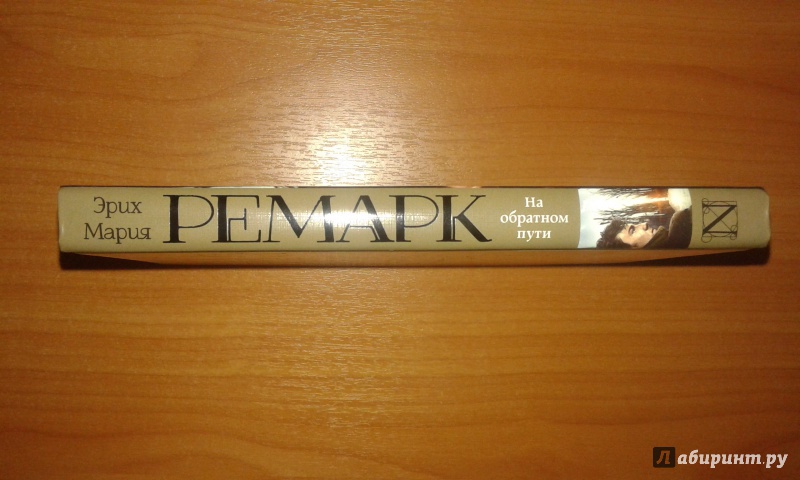 Эрих
Мария
РЕМАРК
На
обратном
пути
N
Лабиринт.ру